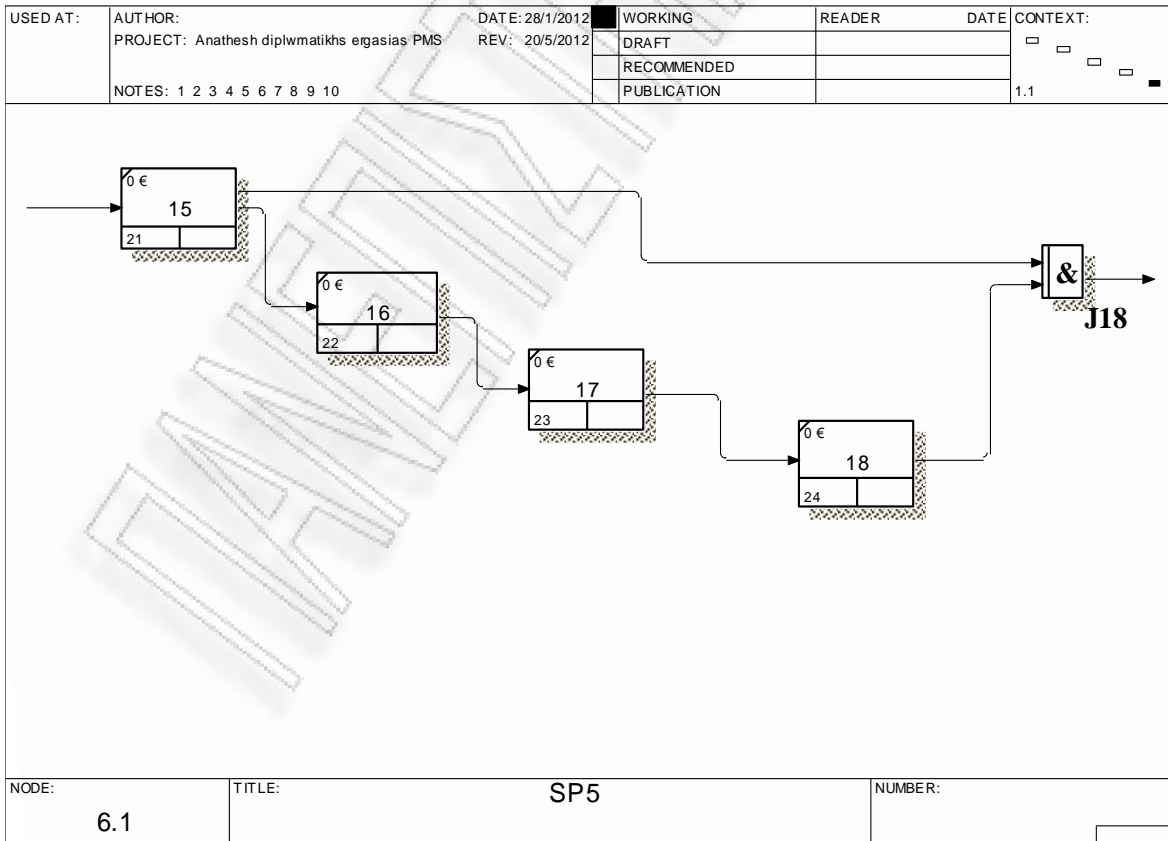 USED AT:
AUTHOR:
DATE: 28/1/2012
PROJECT: Anathesh diplwmatikhs ergasias PMS
REV: 20/5/2012
NOTES: 1 2 3 4 5 6 7 8 9 10
WORKING
DRAFT
RECOMMENDED
PUBLICATION
READER
DATE
CONTEXT:
1.1
0 €
15
21
0 €
16
22
0 €
17
23
0 €
18
24
&
J18
NODE:
6.1
TITLE:
SP5
NUMBER: